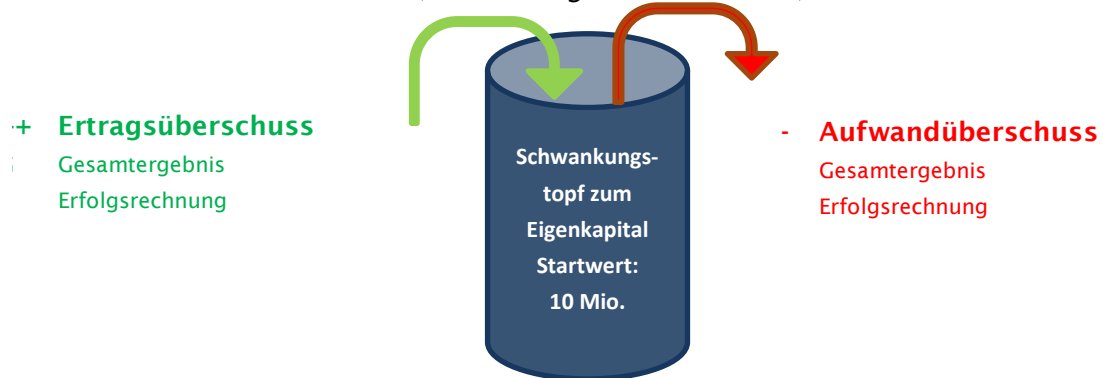 + Ertragsüberschuss
Gesamtergebnis
Erfolgsrechnung
Schwankungs-
topf zum
Eigenkapital
Startwert:
10 Mio.
- Aufwandüberschuss
Gesamtergebnis
Erfolgsrechnung